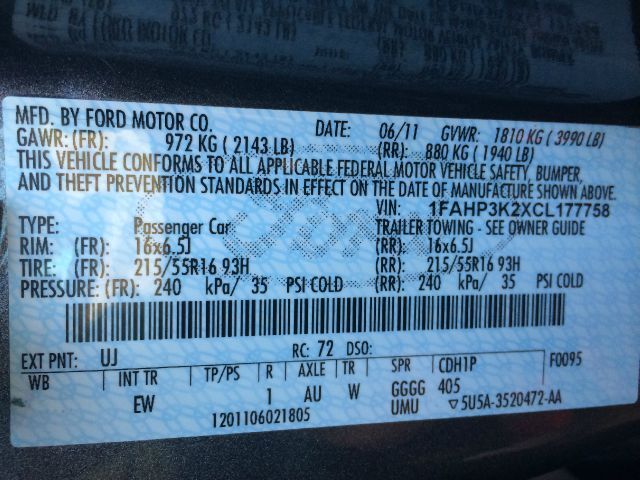 MFD. BY FORD MOTOR CO. DATE: 06/11 GVWR: 1810 KG ( 3990 LB)
GAWR: (FR): 972 KG ( 2143 LB) (RR): 880 KG ( 1940 LB)
THIS VEHICLE CONFORMS TO ALL APPLICABLE FEDERAL MOTOR VEHICLE SAFETY, BUMPER,
AND THEFT PREVENTION STANDARDS IN EFFECT ON THE DATE OF MANUFACTURE SHOWN ABOVE.
VIN: 1FAHP3K2XCL177758
TYPE: Passenger Car TRAILER TOWING - SEE OWNER GUIDE
RIM: (FR): 16x6.5J (RR): 16x6.5J
TIRE: (FR): 215/55R16 93H (RR): 215/55R16 93H
PRESSURE: (FR): 240 kPa/ 35 PSI COLD (RR): 240 kPa/ 35 PSI COLD
EXT PNT: UJ RC: 72 DSO: F0095
WB INT TR TP/PS R AXLE TR SPR CDH1P
EW 1 AU W GGGG 405
1201106021805 UMU ▽5U5A-3520472-AA